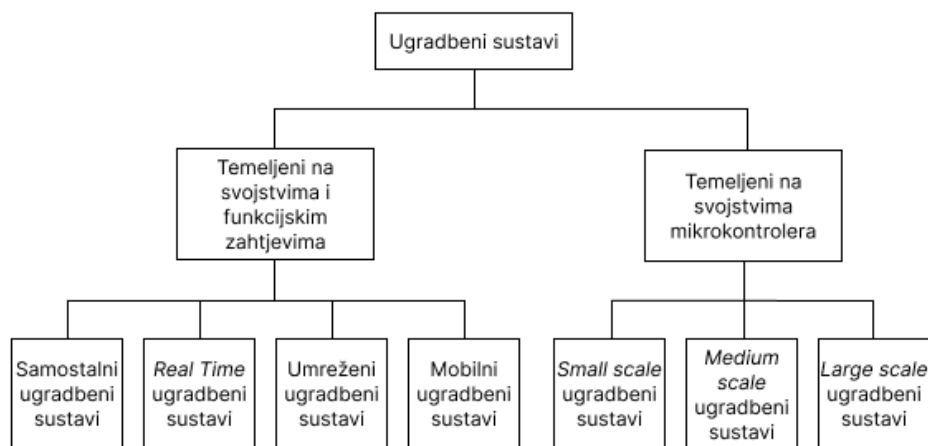 Ugradbeni sustavi
Temeljeni na
svojstvima i
funkcijskim
zahtjevima
Temeljeni na
svojstvima
mikrokontrolera
Samostalni
ugradbeni
sustavi
Real Time
ugradbeni
sustavi
Umreženi
ugradbeni
sustavi
Mobilni
ugradbeni
sustavi
Small scale
ugradbeni
sustavi
Medium
scale
ugradbeni
sustavi
Large scale
ugradbeni
sustavi